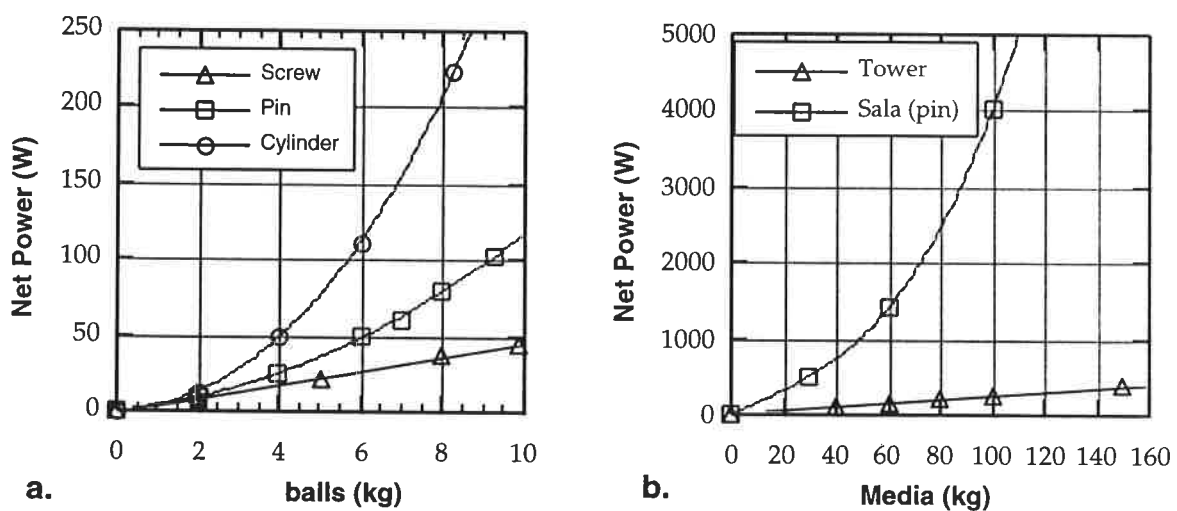 250
200
150
100
50
0
0 2 4 6 8 10
Net Power (W)
balls (kg)
Screw
Pin
Cylinder
a.
5000
4000
3000
2000
1000
0
0 20 40 60 80 100 120 140 160
Net Power (W)
Media (kg)
Tower
Sala (pin)
b.